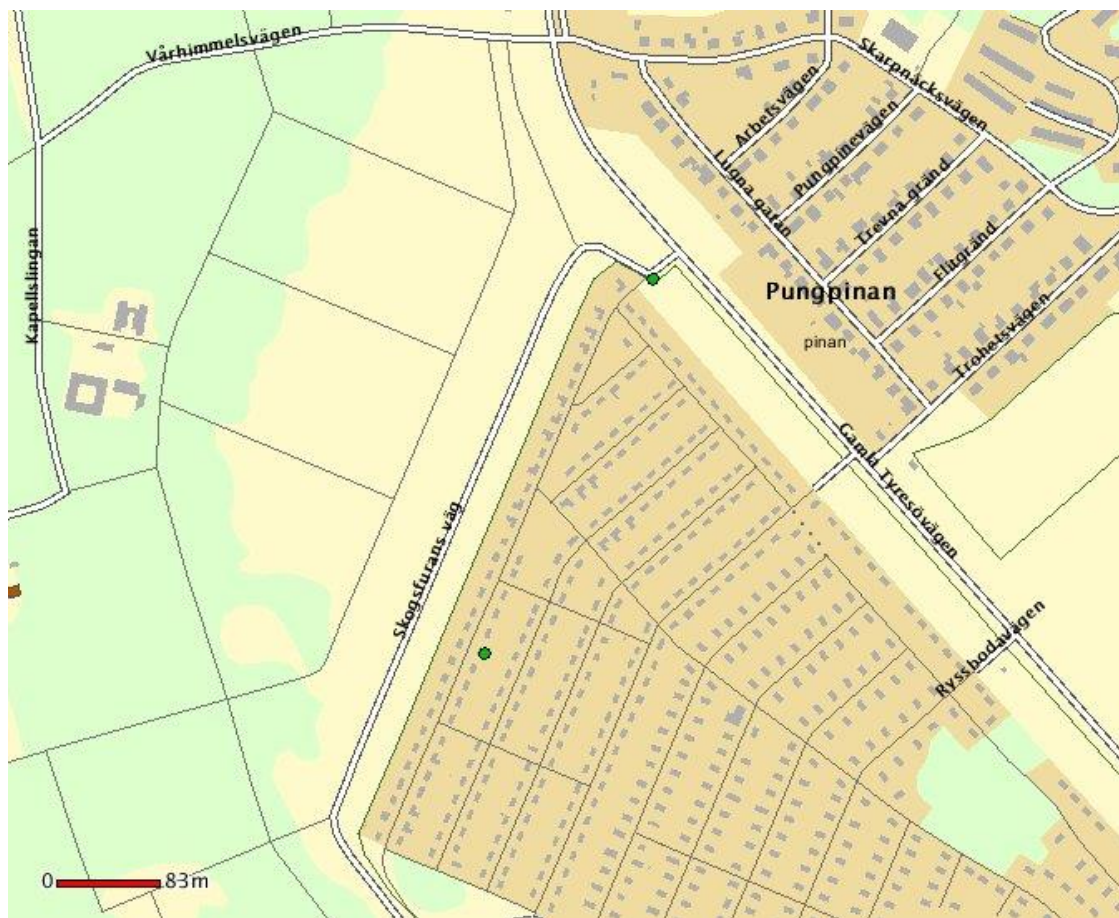 Vårhimmelsvägen
Skarpnäcksvägen
Arbetsvägen
Pungpinevägen
Lugna gatan
Trevna gränd
Flitgränd
Kapellslingan
Pungpinan
pinan
Trohetsvägen
Gamla Tyresövägen
Skogsfurans väg
Ryssbodavägen
0 83m